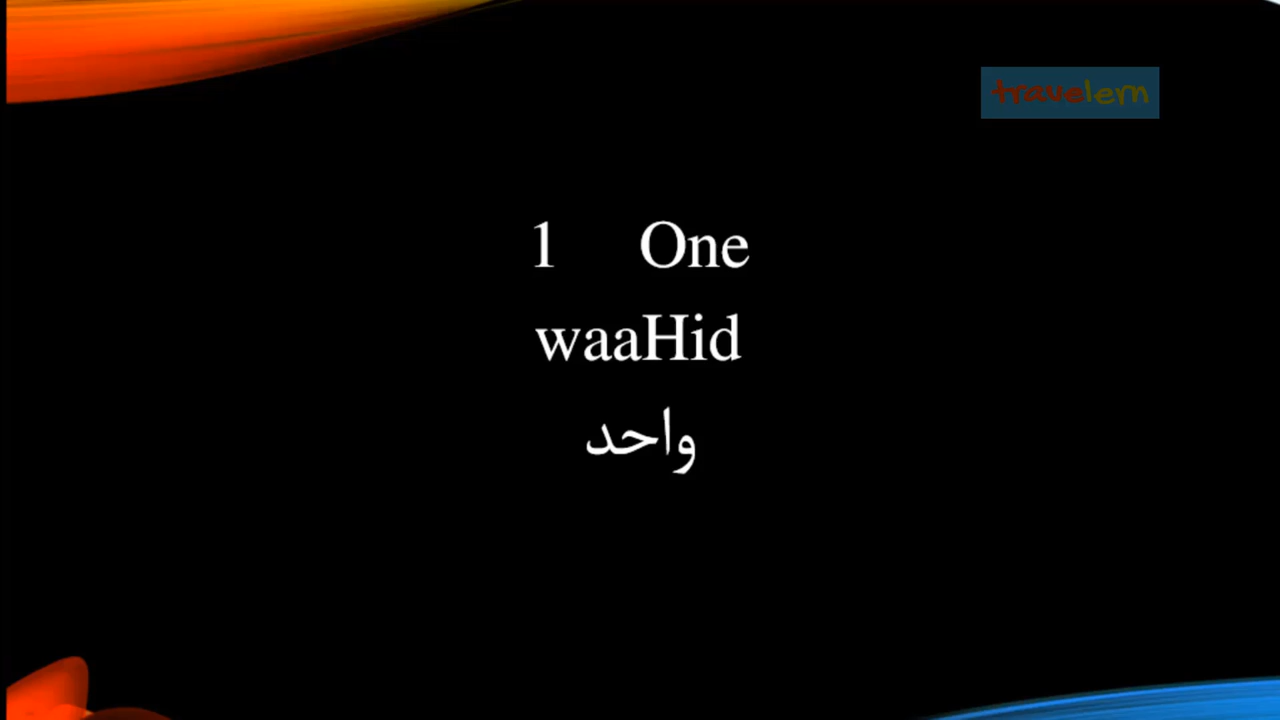 travelern
1 One
waaHid
واحد